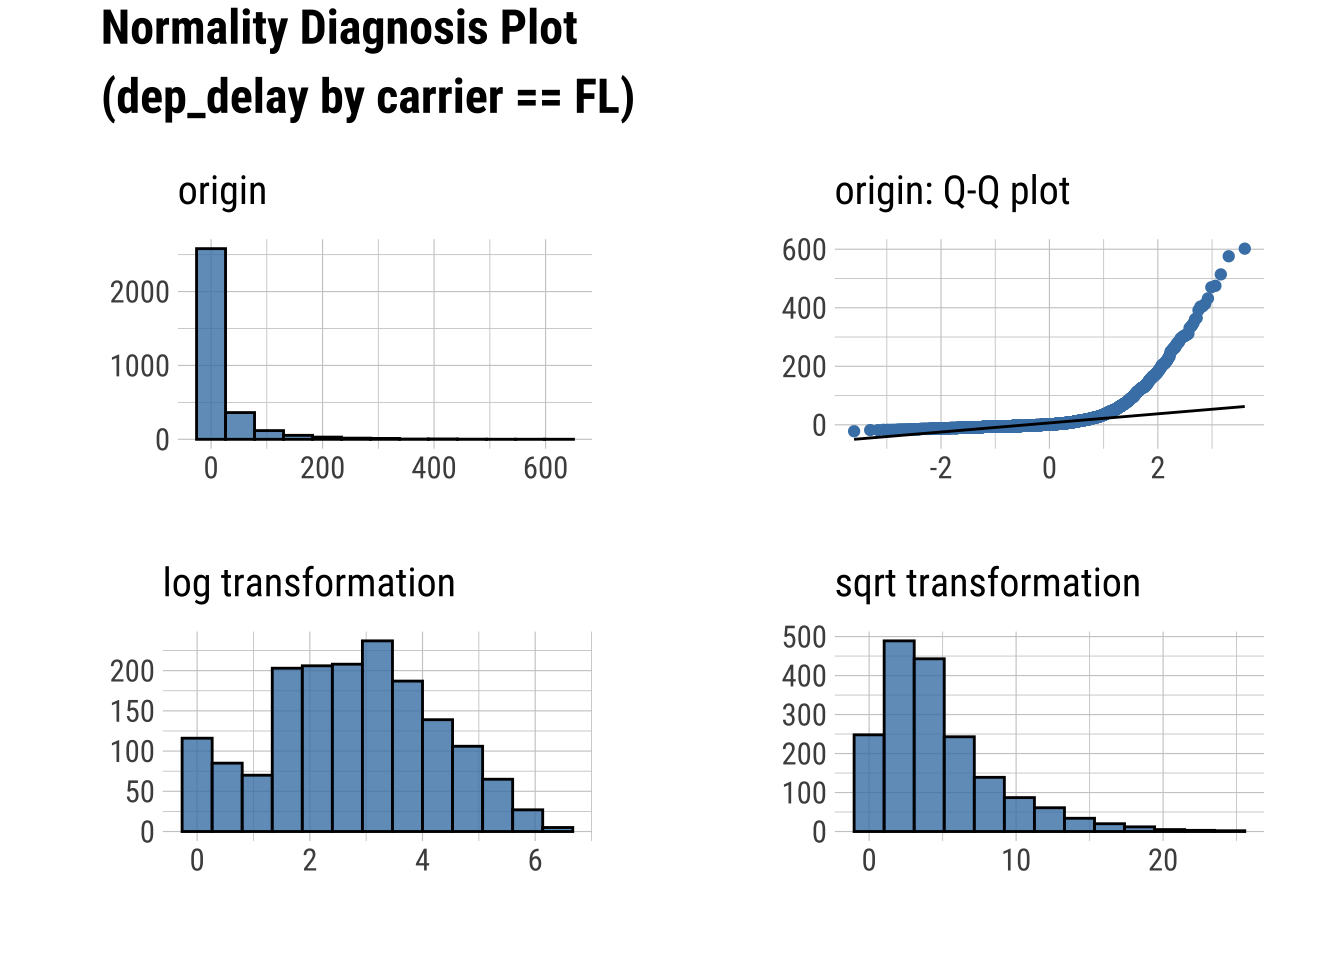 Normality Diagnosis Plot
(dep_delay by carrier == FL)
origin
2000
1000
0
0 200 400 600
origin: Q-Q plot
600
400
200
0
-2 0 2
log transformation
200
150
100
50
0
0 2 4 6
sqrt transformation
500
400
300
200
100
0
0 10 20